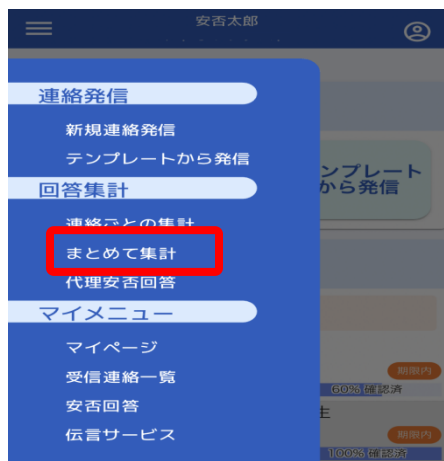 安否太郎
連絡発信
新規連絡発信
テンプレートから発信
回答集計
連絡ごとの集計
まとめて集計
代理安否回答
マイメニュー
マイページ
受信連絡一覧
安否回答
伝言サービス
ンプレート
から発信
期限内
60% 確認済
生
期限内
100% 確認済